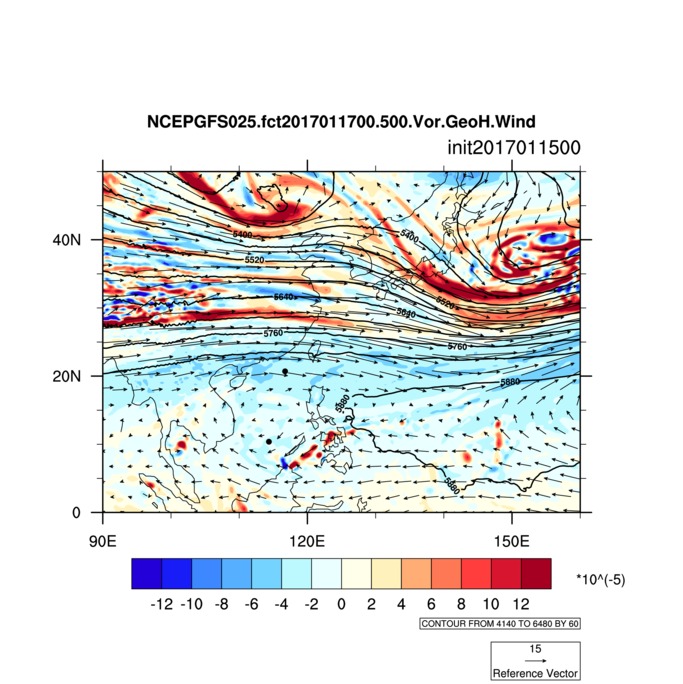 NCEPGFS025.fct2017011700.500.Vor.GeoH.Wind
init2017011500
40N
20N
0
90E 120E 150E
5400
5400
5520
5640
5520
5640
5760
5760
5880
5880
5880
-12 -10 -8 -6 -4 -2 0 2 4 6 8 10 12
*10^(-5)
CONTOUR FROM 4140 TO 6480 BY 60
15
Reference Vector